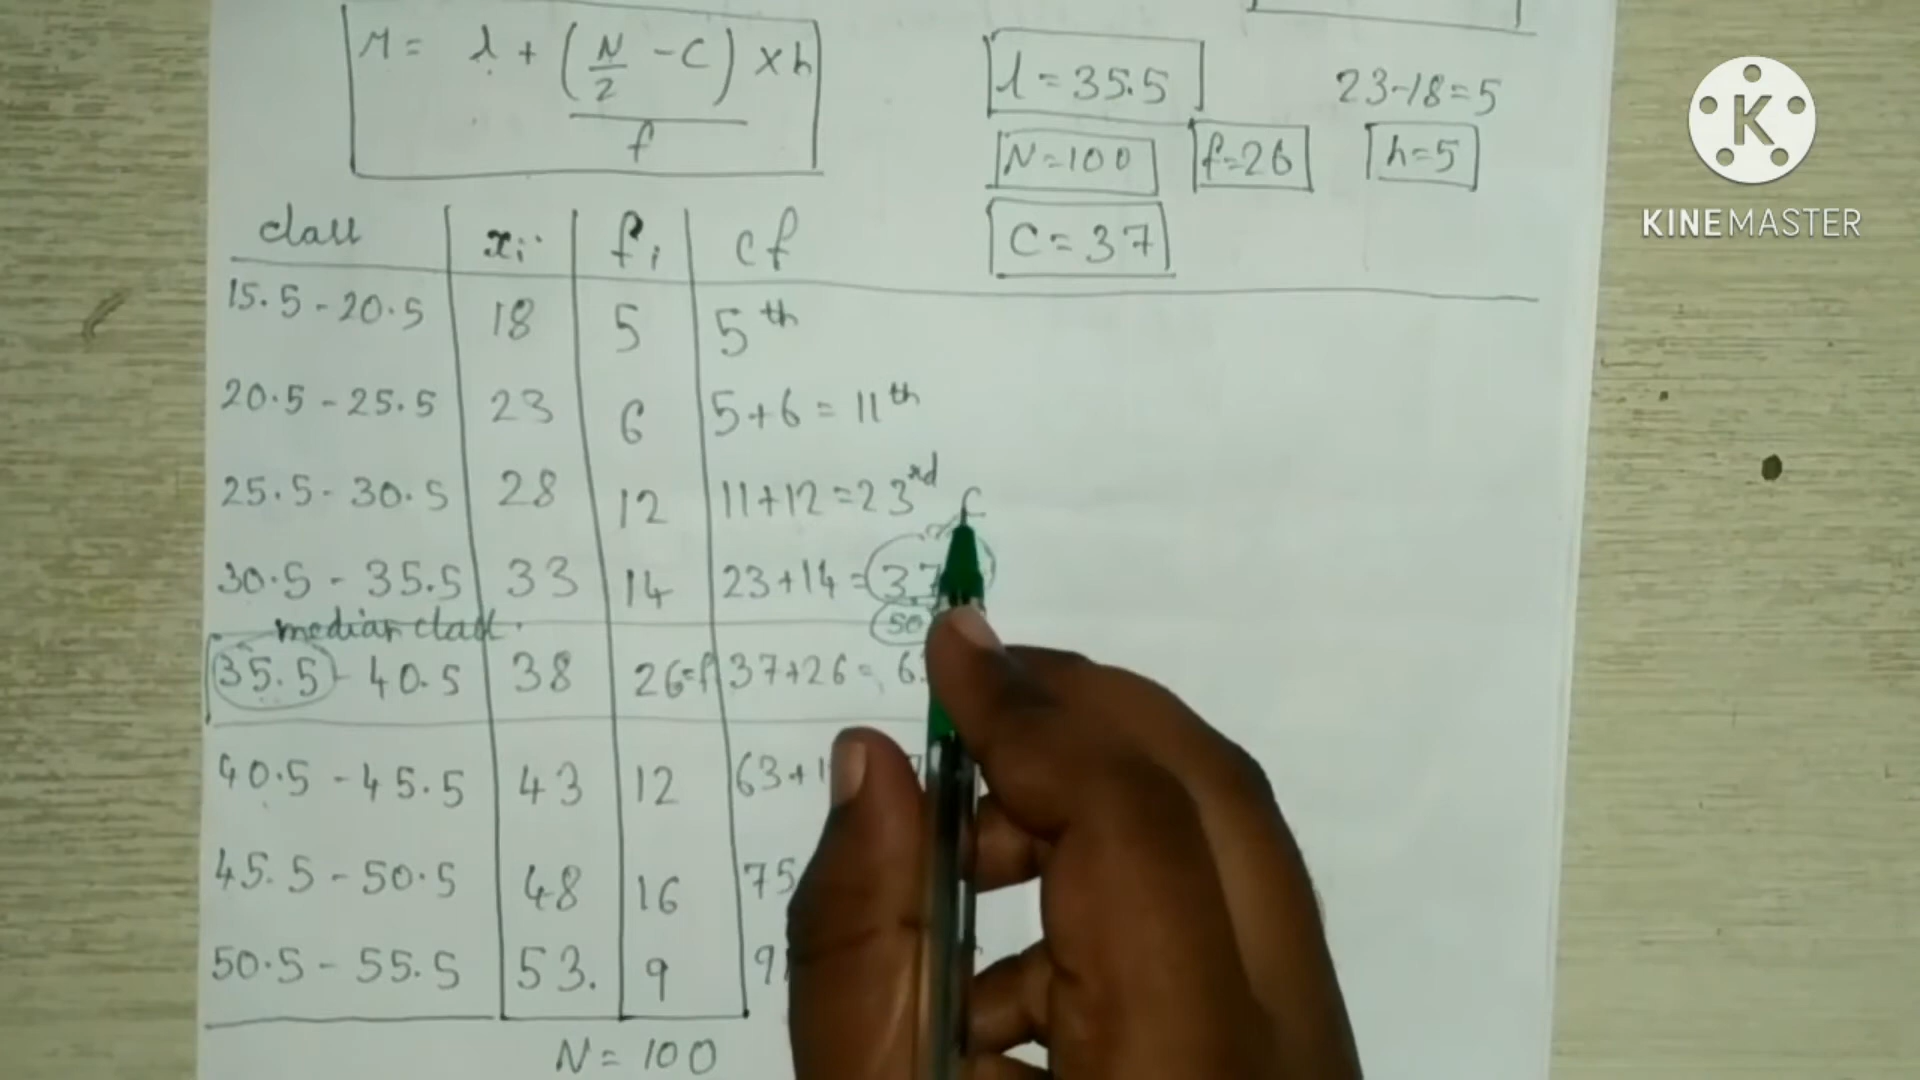 M = l + (N/2 - C)/f × h
l = 35.5
23-18=5
N=100
f=26
h=5
C = 37
class xi fi cf
15.5 - 20.5 18 5 5th
20.5 - 25.5 23 6 5+6 = 11th
25.5 - 30.5 28 12 11+12 = 23rd C
30.5 - 35.5 33 14 23+14 = 37
median class. 50
35.5 - 40.5 38 26=f 37+26 =
40.5 - 45.5 43 12 63+
45.5 - 50.5 48 16 75
50.5 - 55.5 53. 9
N = 100
K
KINEMASTER